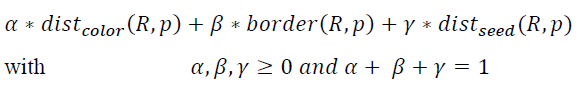 α ∗ dist_color(R, p) + β ∗ border(R, p) + γ ∗ dist_seed(R, p)
with α, β, γ ≥ 0 and α + β + γ = 1